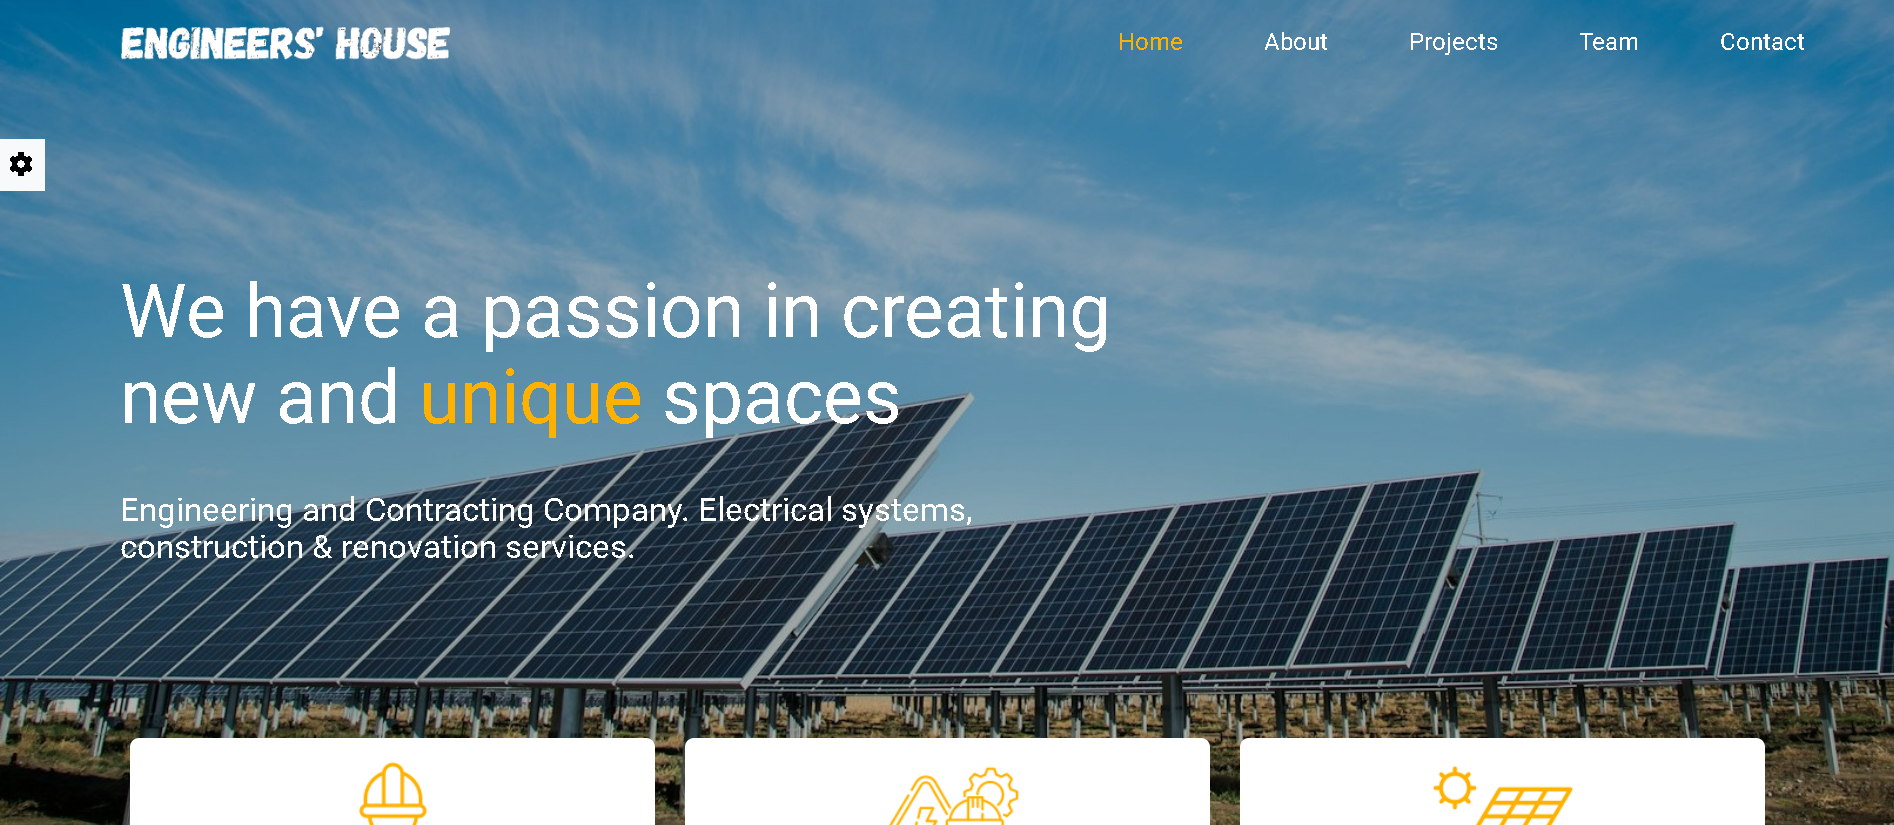 ENGINEERS' HOUSE
Home About Projects Team Contact
We have a passion in creating
new and unique spaces
Engineering and Contracting Company. Electrical systems,
construction & renovation services.